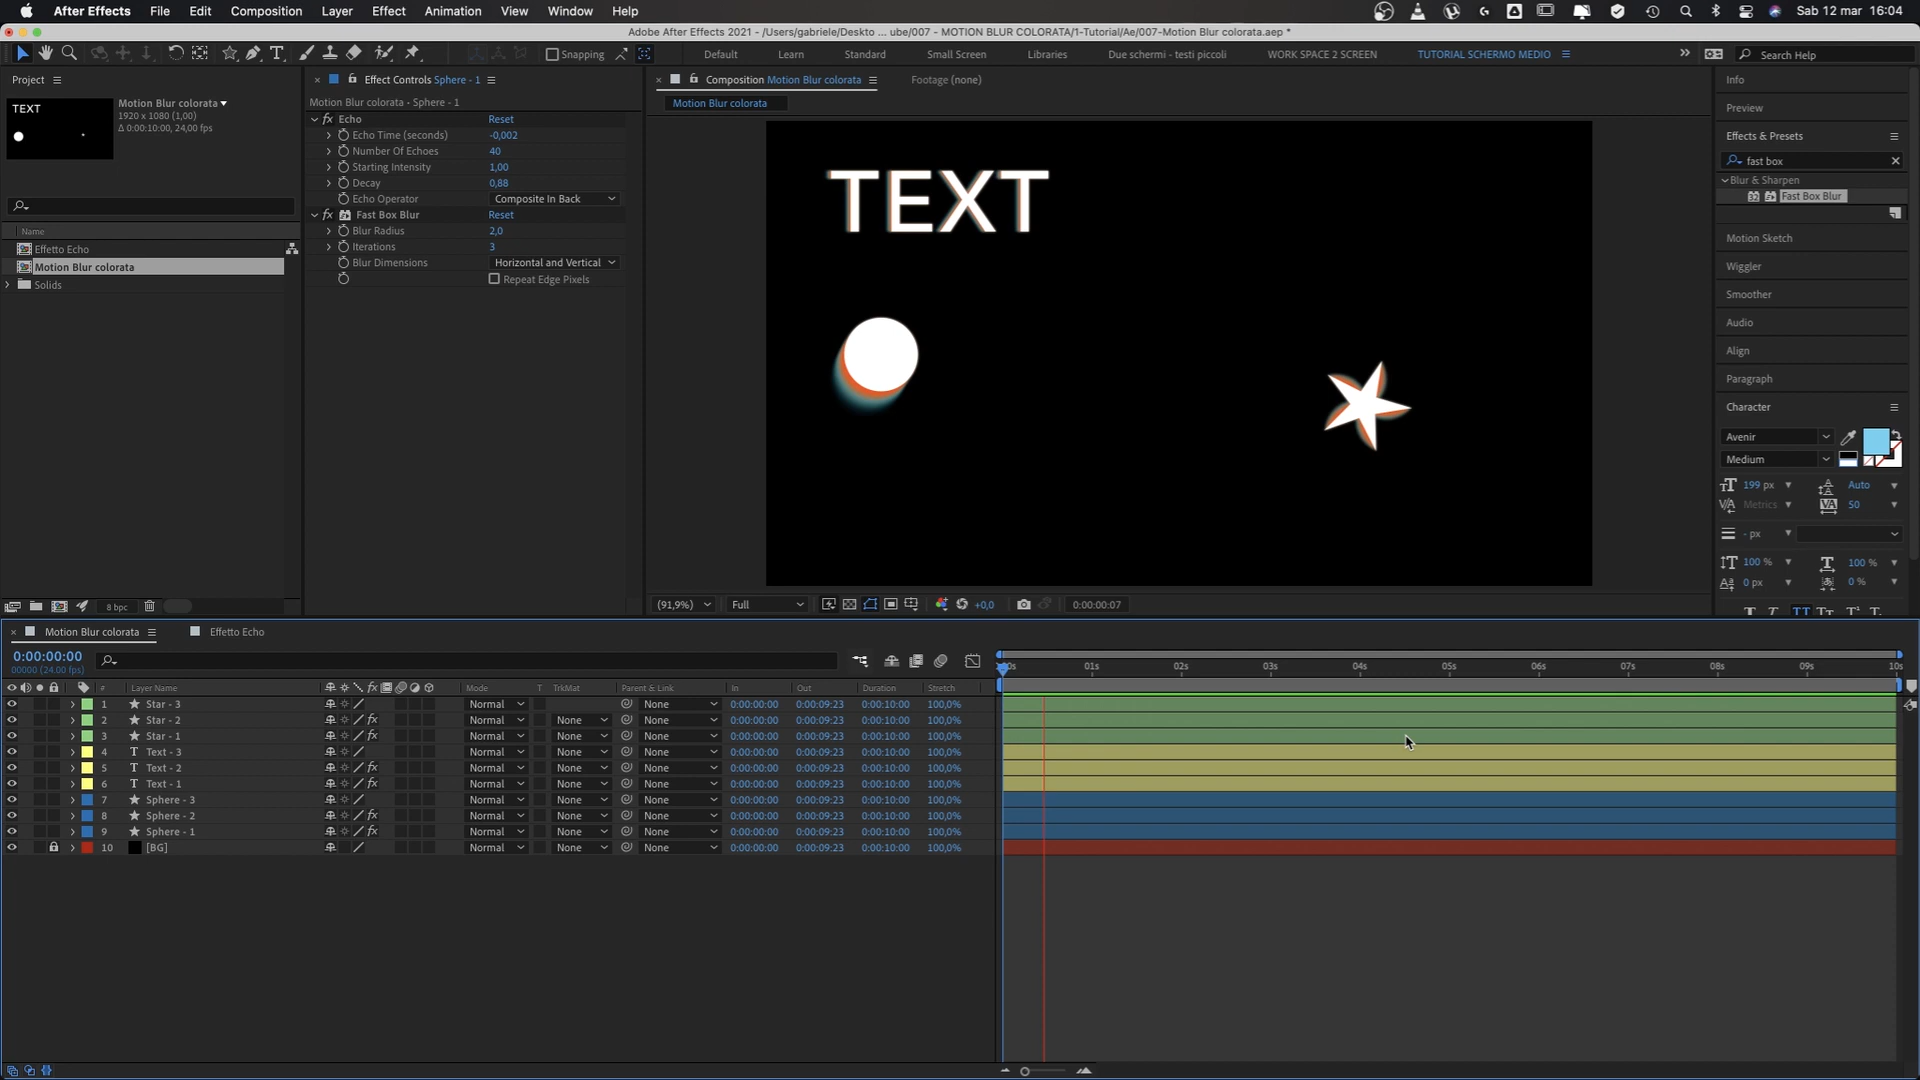 After Effects File Edit Composition Layer Effect Animation View Window Help Sab 12 mar 16:04
Adobe After Effects 2021 - /Users/gabriele/Deskto ... ube/007 - MOTION BLUR COLORATA/1-Tutorial/Ae/007-Motion Blur colorata.aep *
Snapping Default Learn Standard Small Screen Libraries Due schermi - testi piccoli WORK SPACE 2 SCREEN TUTORIAL SCHERMO MEDIO Search Help
Project
TEXT
Motion Blur colorata
1920 x 1080 (1,00)
Δ 0:00:10:00, 24,00 fps
Name
Effetto Echo
Motion Blur colorata
Solids
8 bpc
Effect Controls Sphere - 1
Motion Blur colorata • Sphere - 1
fx Echo Reset
Echo Time (seconds) -0,002
Number Of Echoes 40
Starting Intensity 1,00
Decay 0,88
Echo Operator Composite In Back
fx Fast Box Blur Reset
Blur Radius 2,0
Iterations 3
Blur Dimensions Horizontal and Vertical
Repeat Edge Pixels
Composition Motion Blur colorata Footage (none)
Motion Blur colorata
TEXT
(91,9%) Full +0,0 0:00:00:07
Info
Preview
Effects & Presets
fast box
Blur & Sharpen
Fast Box Blur
Motion Sketch
Wiggler
Smoother
Audio
Align
Paragraph
Character
Avenir
Medium
199 px Auto
Metrics 50
- px
100 % 100 %
0 px 0 %
Motion Blur colorata Effetto Echo
0:00:00:00
00000 (24.00 fps)
:00s 01s 02s 03s 04s 05s 06s 07s 08s 09s 10s
# Layer Name Mode T TrkMat Parent & Link In Out Duration Stretch
1 Star - 3 Normal None 0:00:00:00 0:00:09:23 0:00:10:00 100,0%
2 Star - 2 fx Normal None None 0:00:00:00 0:00:09:23 0:00:10:00 100,0%
3 Star - 1 fx Normal None None 0:00:00:00 0:00:09:23 0:00:10:00 100,0%
4 T Text - 3 Normal None None 0:00:00:00 0:00:09:23 0:00:10:00 100,0%
5 T Text - 2 fx Normal None None 0:00:00:00 0:00:09:23 0:00:10:00 100,0%
6 T Text - 1 fx Normal None None 0:00:00:00 0:00:09:23 0:00:10:00 100,0%
7 Sphere - 3 Normal None None 0:00:00:00 0:00:09:23 0:00:10:00 100,0%
8 Sphere - 2 fx Normal None None 0:00:00:00 0:00:09:23 0:00:10:00 100,0%
9 Sphere - 1 fx Normal None None 0:00:00:00 0:00:09:23 0:00:10:00 100,0%
10 [BG] Normal None None 0:00:00:00 0:00:09:23 0:00:10:00 100,0%